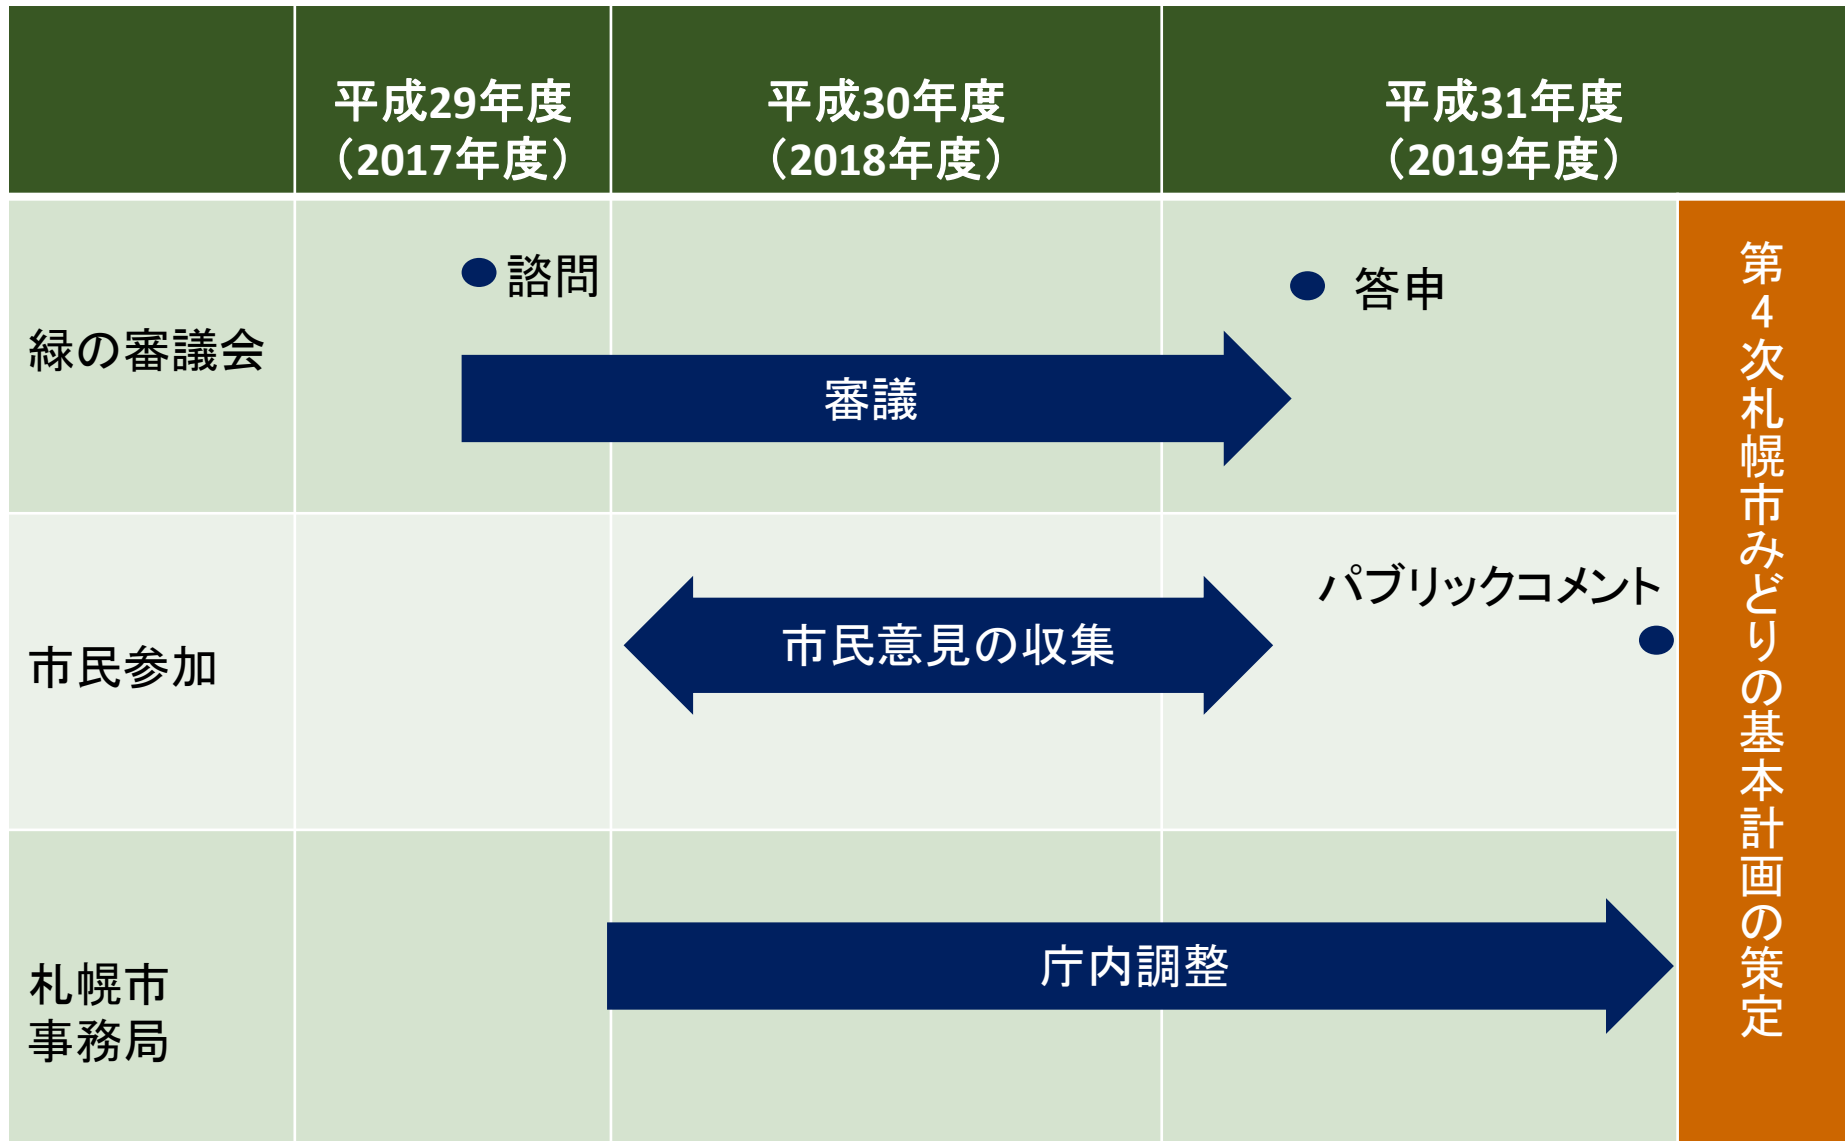 平成29年度
（2017年度）
平成30年度
（2018年度）
平成31年度
（2019年度）
緑の審議会
諮問
答申
審議
市民参加
市民意見の収集
パブリックコメント
札幌市
事務局
庁内調整
第4次札幌市みどりの基本計画の策定